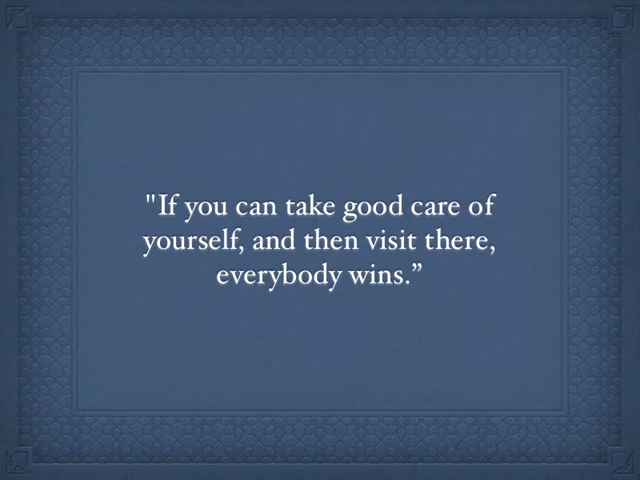 "If you can take good care of
yourself, and then visit there,
everybody wins.”